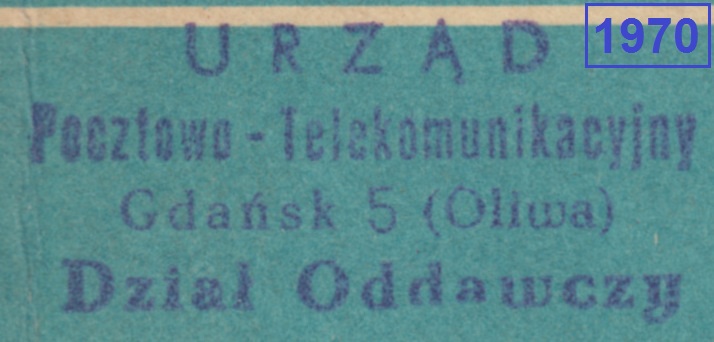 1970
URZĄD
Pocztowo - Telekomunikacyjny
Gdańsk 5 (Oliwa)
Dział Oddawczy